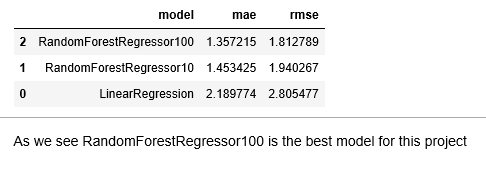 model mae rmse
2 RandomForestRegressor100 1.357215 1.812789
1 RandomForestRegressor10 1.453425 1.940267
0 LinearRegression 2.189774 2.805477
As we see RandomForestRegressor100 is the best model for this project